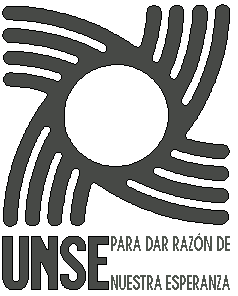 UNSE
PARA DAR RAZÓN DE
NUESTRA ESPERANZA